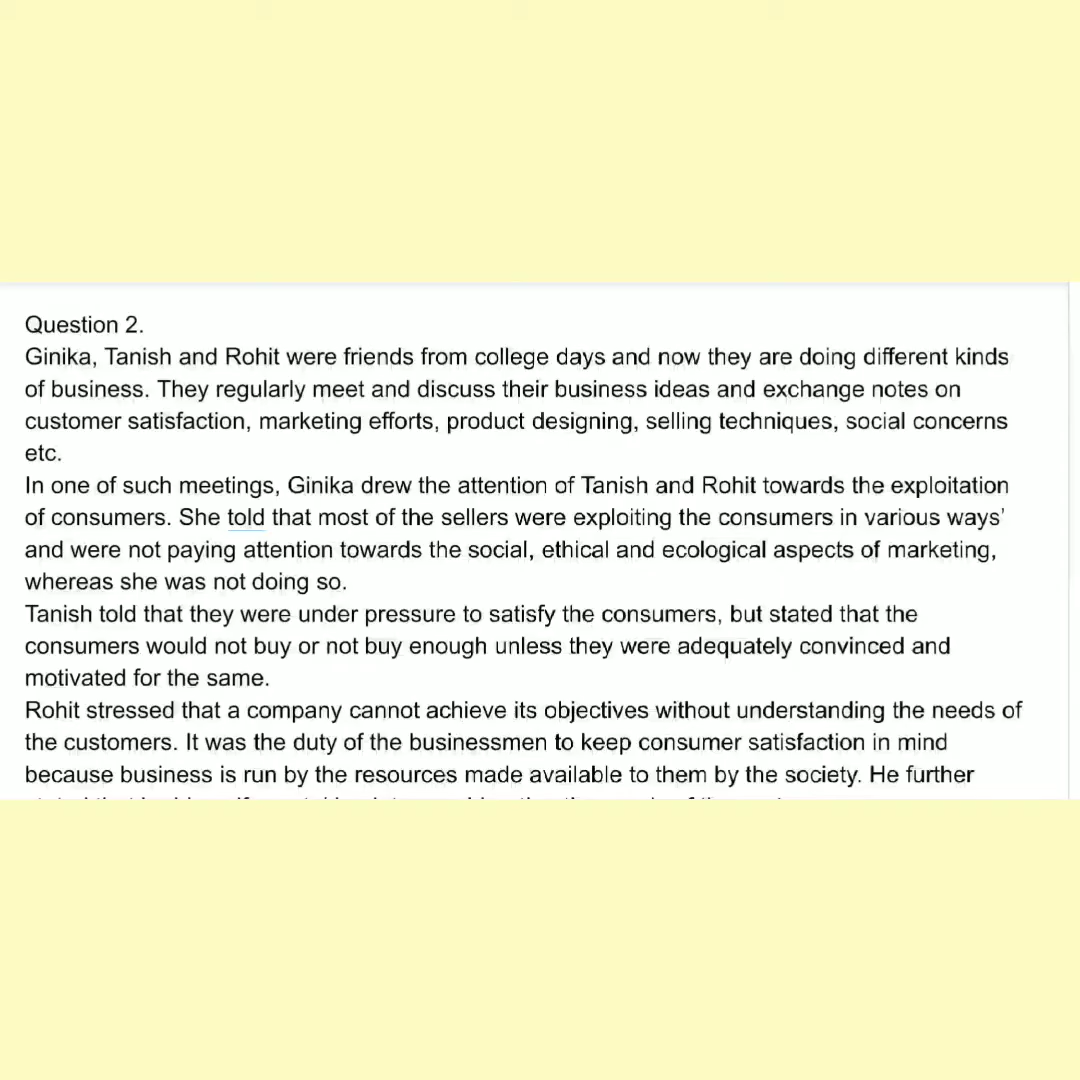 Question 2.
Ginika, Tanish and Rohit were friends from college days and now they are doing different kinds
of business. They regularly meet and discuss their business ideas and exchange notes on
customer satisfaction, marketing efforts, product designing, selling techniques, social concerns
etc.
In one of such meetings, Ginika drew the attention of Tanish and Rohit towards the exploitation
of consumers. She told that most of the sellers were exploiting the consumers in various ways’
and were not paying attention towards the social, ethical and ecological aspects of marketing,
whereas she was not doing so.
Tanish told that they were under pressure to satisfy the consumers, but stated that the
consumers would not buy or not buy enough unless they were adequately convinced and
motivated for the same.
Rohit stressed that a company cannot achieve its objectives without understanding the needs of
the customers. It was the duty of the businessmen to keep consumer satisfaction in mind
because business is run by the resources made available to them by the society. He further